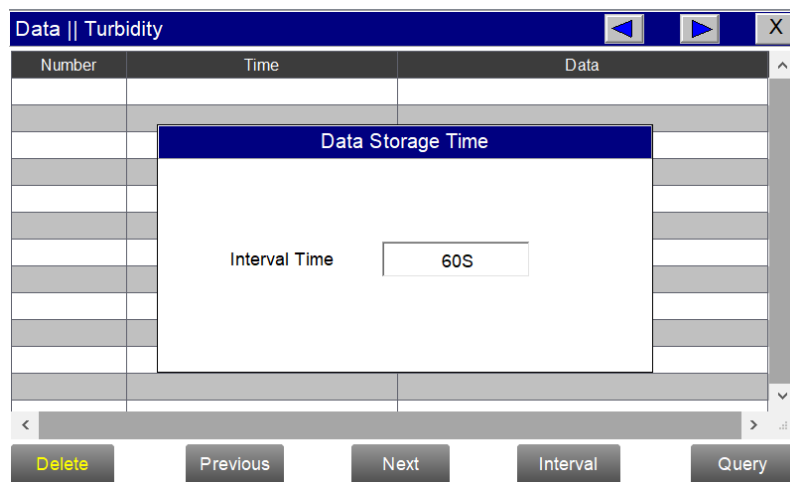 Data || Turbidity X
Number Time Data
Data Storage Time
Interval Time 60S
Delete Previous Next Interval Query